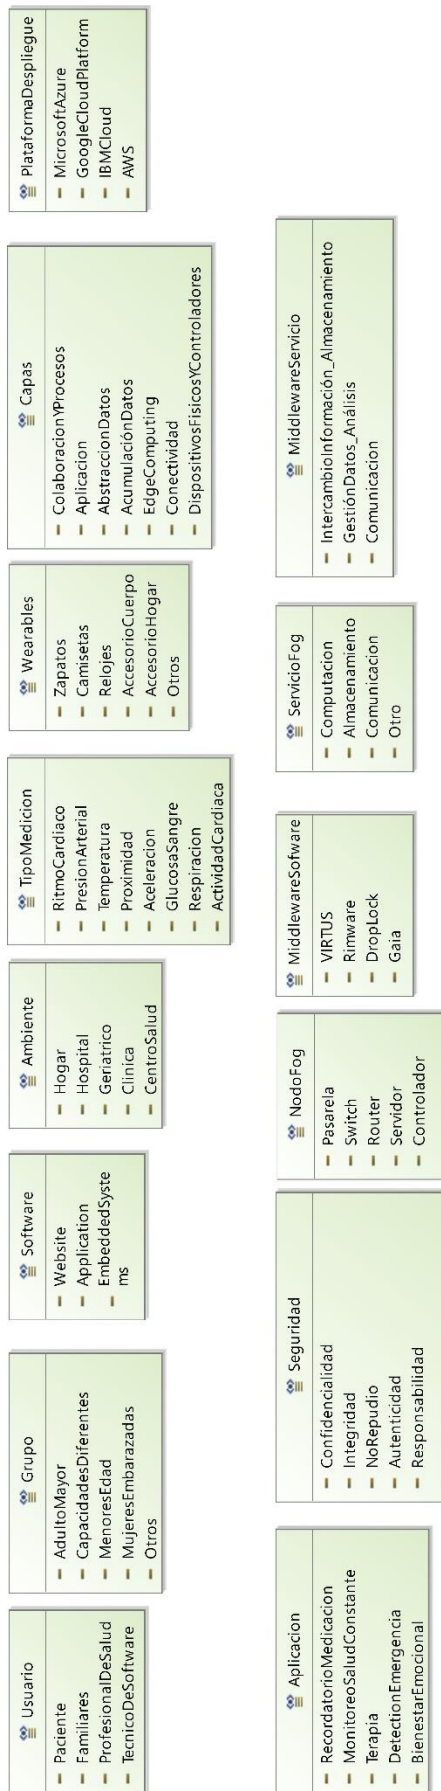 Usuario
Paciente
Familiares
ProfesionalDeSalud
TecnicoDeSoftware
Grupo
AdultoMayor
CapacidadesDiferentes
MenoresEdad
MujeresEmbarazadas
Otros
Software
Website
Application
EmbeddedSyste
ms
Ambiente
Hogar
Hospital
Geriatrico
Clinica
CentroSalud
TipoMedicion
RitmoCardiaco
PresionArterial
Temperatura
Proximidad
Aceleracion
GlucosaSangre
Respiracion
ActividadCardiaca
Wearables
Zapatos
Camisetas
Relojes
AccesorioCuerpo
AccesorioHogar
Otros
Capas
ColaboracionYProcesos
Aplicacion
AbstraccionDatos
AcumulaciónDatos
EdgeComputing
Conectividad
DispositivosFisicosYControladores
PlataformaDespliegue
MicrosoftAzure
GoogleCloudPlatform
IBMCloud
AWS
Aplicacion
RecordatorioMedicacion
MonitoreoSaludConstante
Terapia
DetectionEmergencia
BienestarEmocional
Seguridad
Confidencialidad
Integridad
NoRepudio
Autenticidad
Responsabilidad
NodoFog
Pasarela
Switch
Router
Servidor
Controlador
MiddlewareSofware
VIRTUS
Rimware
DropLock
Gaia
ServicioFog
Computacion
Almacenamiento
Comunicacion
Otro
MiddlewareServicio
IntercambioInformación_Almacenamiento
GestiónDatos_Análisis
Comunicacion